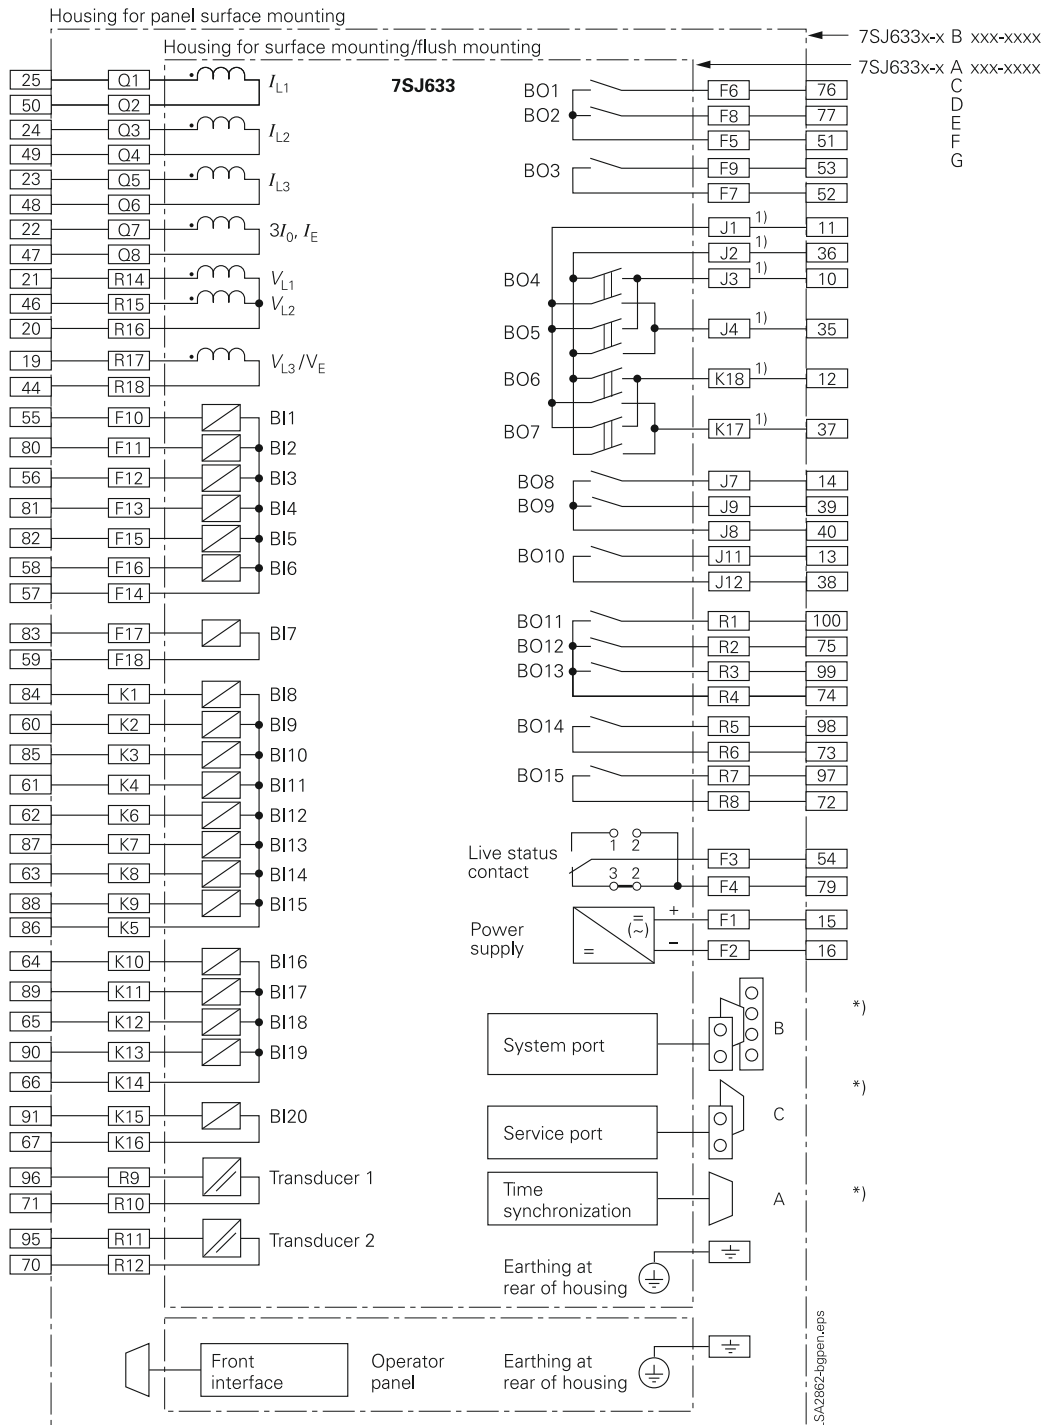 Housing for panel surface mounting
7SJ633x-x B xxx-xxxx
Housing for surface mounting/flush mounting
7SJ633x-x A xxx-xxxx
C
D
E
F
G
7SJ633
25 Q1 IL1
50 Q2
24 Q3 IL2
49 Q4
23 Q5 IL3
48 Q6
22 Q7 3I0, IE
47 Q8
21 R14 VL1
46 R15 VL2
20 R16
19 R17 VL3/VE
44 R18
55 F10 BI1
80 F11 BI2
56 F12 BI3
81 F13 BI4
82 F15 BI5
58 F16 BI6
57 F14
83 F17 BI7
59 F18
84 K1 BI8
60 K2 BI9
85 K3 BI10
61 K4 BI11
62 K6 BI12
87 K7 BI13
63 K8 BI14
88 K9 BI15
86 K5
64 K10 BI16
89 K11 BI17
65 K12 BI18
90 K13 BI19
66 K14
91 K15 BI20
67 K16
96 R9 Transducer 1
71 R10
95 R11 Transducer 2
70 R12
BO1 F6 76
BO2 F8 77
F5 51
BO3 F9 53
F7 52
J1 1) 11
J2 1) 36
BO4 J3 1) 10
BO5 J4 1) 35
BO6 K18 1) 12
BO7 K17 1) 37
BO8 J7 14
BO9 J9 39
J8 40
BO10 J11 13
J12 38
BO11 R1 100
BO12 R2 75
BO13 R3 99
R4 74
BO14 R5 98
R6 73
BO15 R7 97
R8 72
1 2
Live status
contact
F3 54
3 2
F4 79
Power
supply
= (~)
=
+ F1 15
– F2 16
System port B *)
Service port C *)
Time
synchronization
A *)
Earthing at
rear of housing
Front
interface
Operator
panel
Earthing at
rear of housing
LSA2862-bgpen.eps